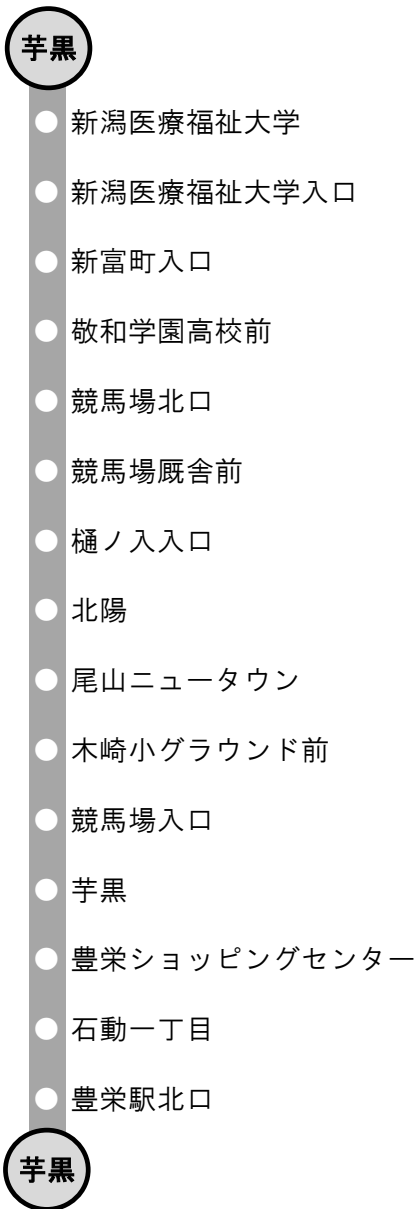 芋黒
新潟医療福祉大学
新潟医療福祉大学入口
新富町入口
敬和学園高校前
競馬場北口
競馬場厩舎前
樋ノ入入口
北陽
尾山ニュータウン
木崎小グラウンド前
競馬場入口
芋黒
豊栄ショッピングセンター
石動一丁目
豊栄駅北口
芋黒